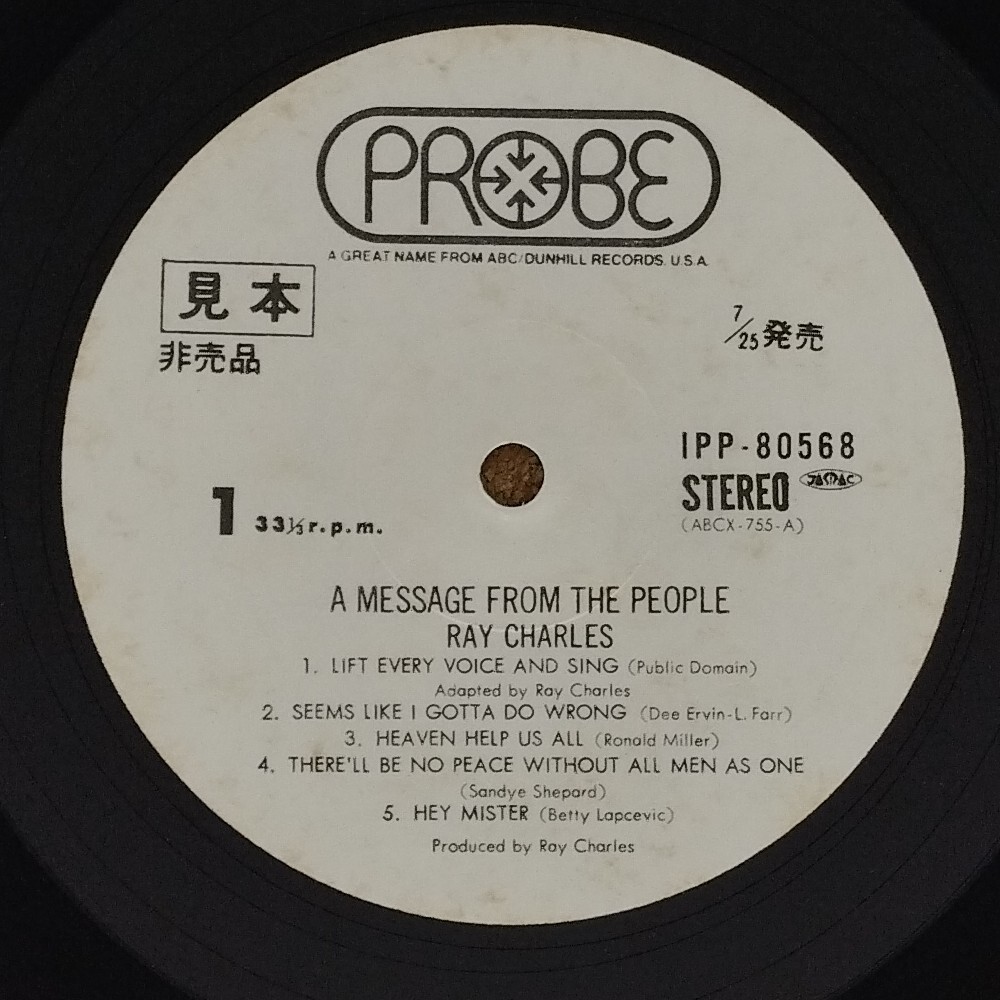 PROBE
A GREAT NAME FROM ABC/DUNHILL RECORDS. U.S.A.
見本
非売品
7/25発売
IPP-80568
STEREO JASRAC
(ABCX-755-A)
1 33⅓ r.p.m.
A MESSAGE FROM THE PEOPLE
RAY CHARLES
1. LIFT EVERY VOICE AND SING (Public Domain)
Adapted by Ray Charles
2. SEEMS LIKE I GOTTA DO WRONG (Dee Ervin-L. Farr)
3. HEAVEN HELP US ALL (Ronald Miller)
4. THERE'LL BE NO PEACE WITHOUT ALL MEN AS ONE
(Sandye Shepard)
5. HEY MISTER (Betty Lapcevic)
Produced by Ray Charles